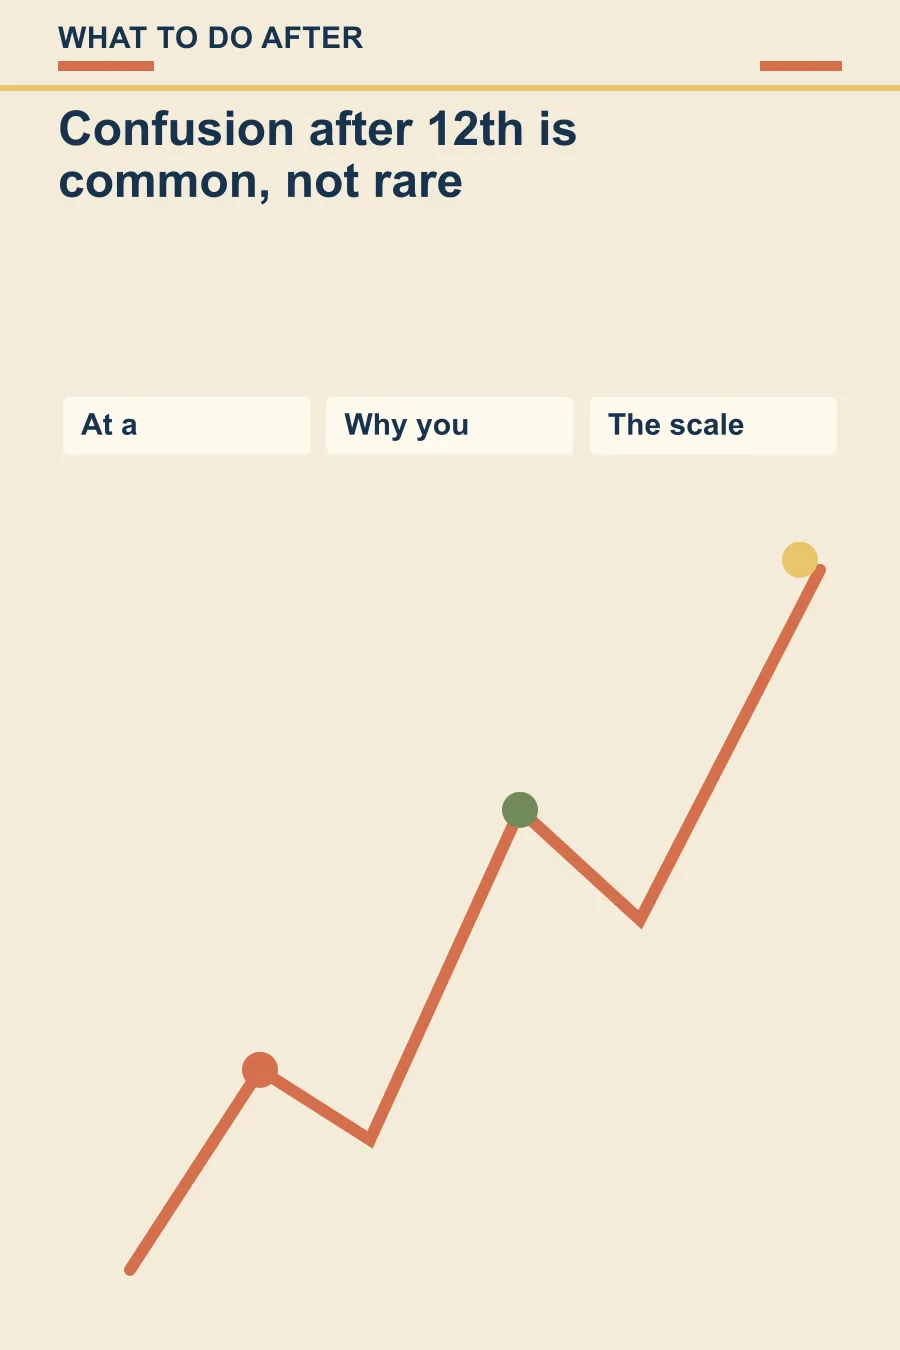 WHAT TO DO AFTER
Confusion after 12th is
common, not rare
At a
Why you
The scale